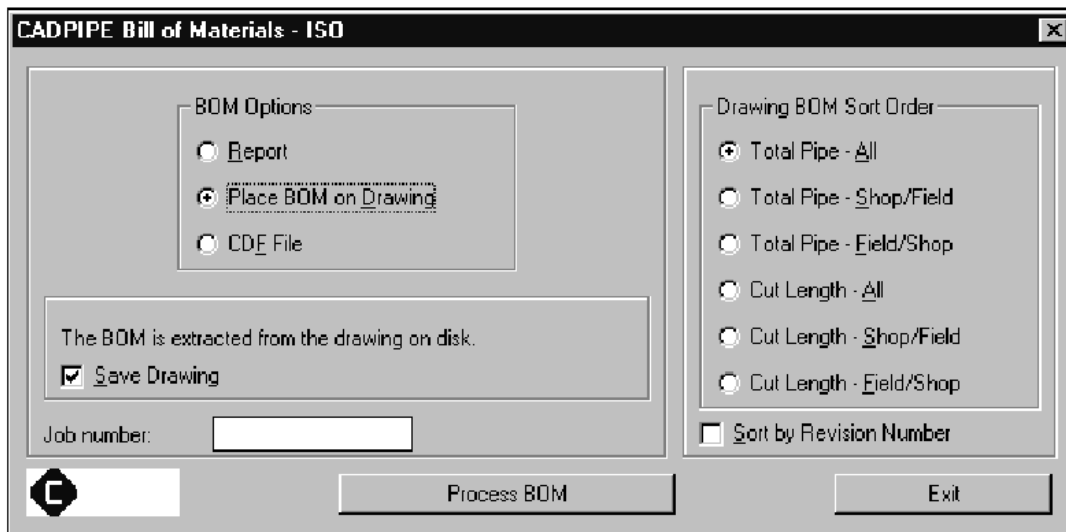 CADPIPE Bill of Materials - ISO
BOM Options
Report
Place BOM on Drawing
CDF File
The BOM is extracted from the drawing on disk.
Save Drawing
Job number:
Drawing BOM Sort Order
Total Pipe - All
Total Pipe - Shop/Field
Total Pipe - Field/Shop
Cut Length - All
Cut Length - Shop/Field
Cut Length - Field/Shop
Sort by Revision Number
C
Process BOM
Exit